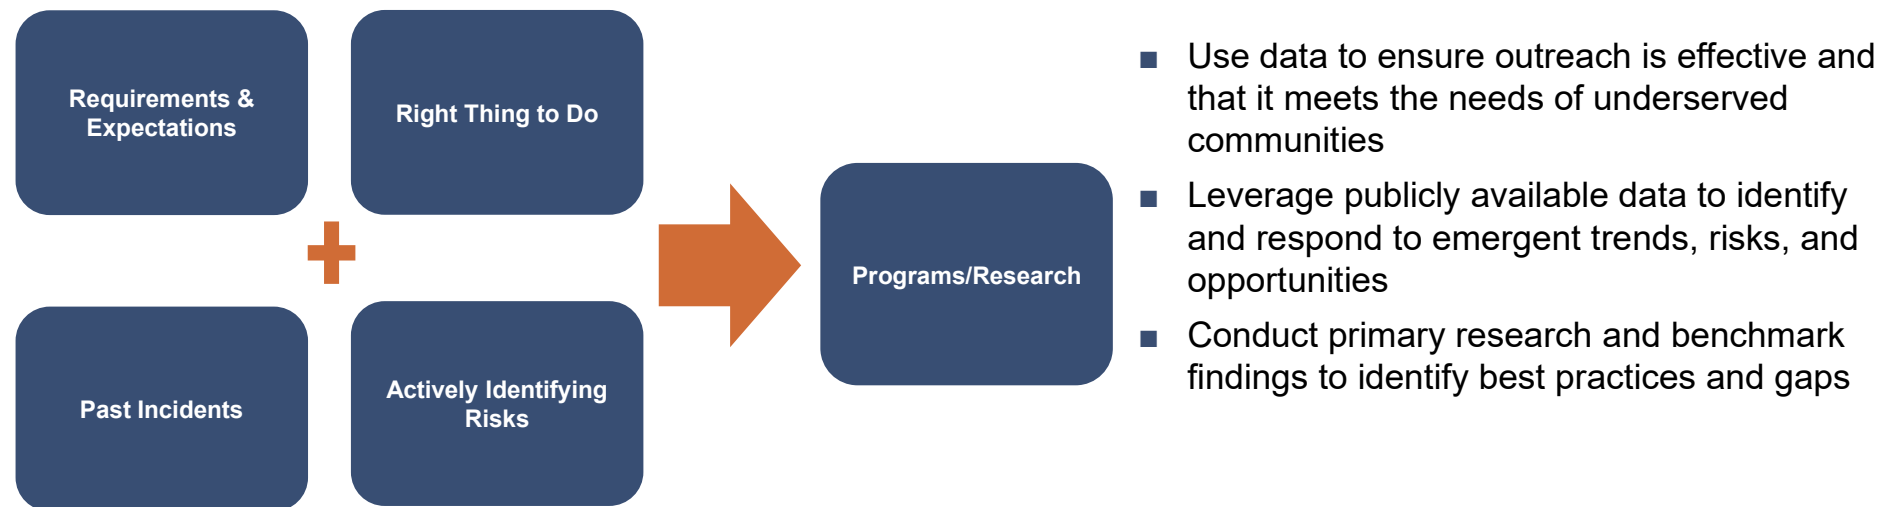 Requirements &
Expectations
Right Thing to Do
Past Incidents
Actively Identifying
Risks
Programs/Research
■ Use data to ensure outreach is effective and
that it meets the needs of underserved
communities
■ Leverage publicly available data to identify
and respond to emergent trends, risks, and
opportunities
■ Conduct primary research and benchmark
findings to identify best practices and gaps